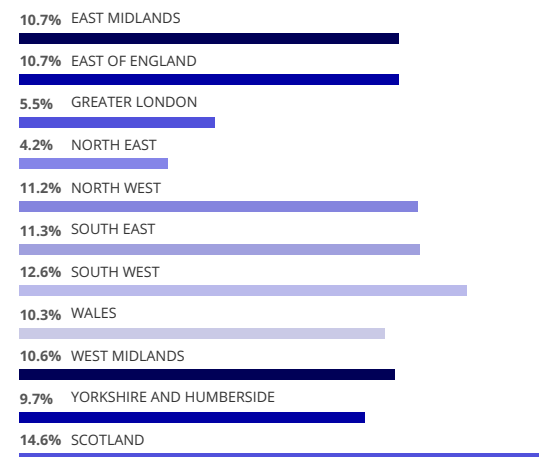 10.7% EAST MIDLANDS
10.7% EAST OF ENGLAND
5.5% GREATER LONDON
4.2% NORTH EAST
11.2% NORTH WEST
11.3% SOUTH EAST
12.6% SOUTH WEST
10.3% WALES
10.6% WEST MIDLANDS
9.7% YORKSHIRE AND HUMBERSIDE
14.6% SCOTLAND